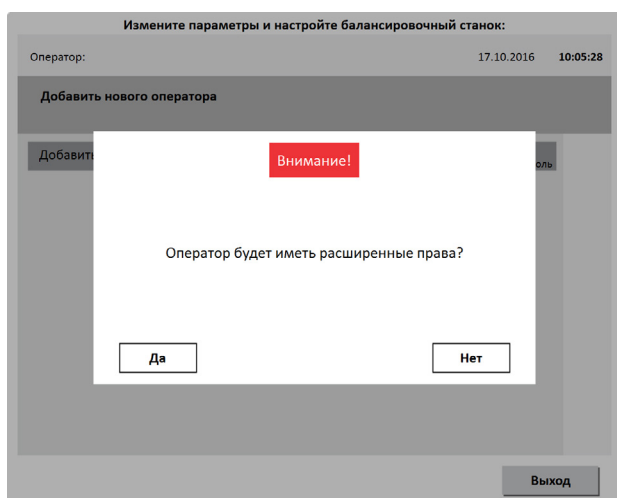 Измените параметры и настройте балансировочный станок:
Оператор: 17.10.2016 10:05:28
Добавить нового оператора
Добавить
Внимание!
Оператор будет иметь расширенные права?
Да Нет
Выход